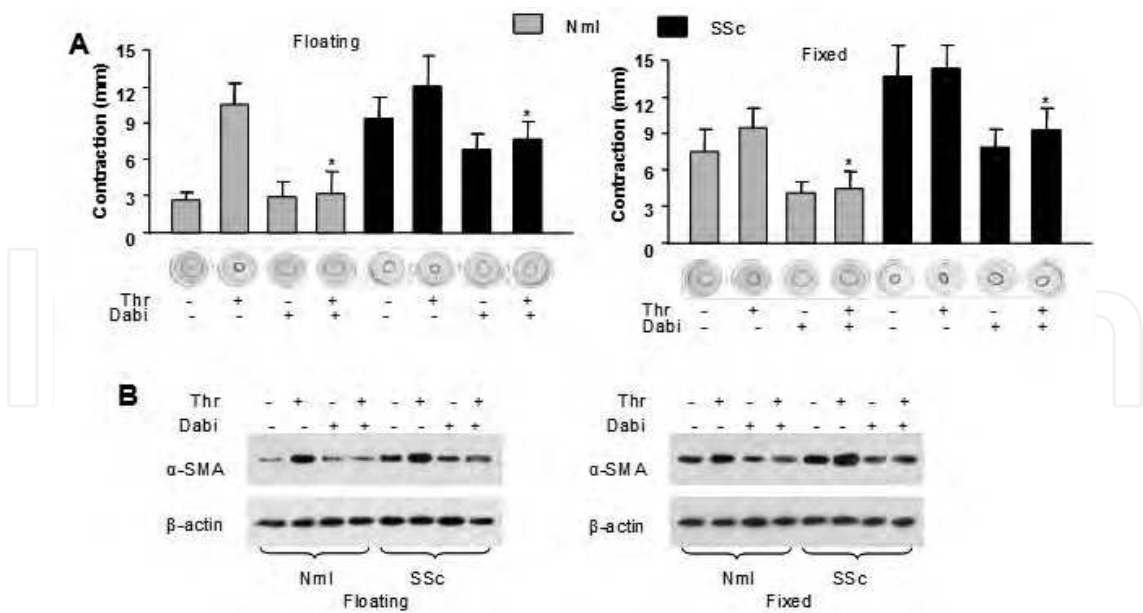 Nml SSc
A
Floating
Contraction (mm)
15
12
9
6
3
0
* *
Thr - + - + - + - +
Dabi - - + + - - + +
Fixed
Contraction (mm)
15
12
9
6
3
0
* *
Thr - + - + - + - +
Dabi - - + + - - + +
B
Thr - + - + - + - +
Dabi - - + + - - + +
α-SMA
β-actin
Nml SSc
Floating
Thr - + - + - + - +
Dabi - - + + - - + +
α-SMA
β-actin
Nml SSc
Fixed